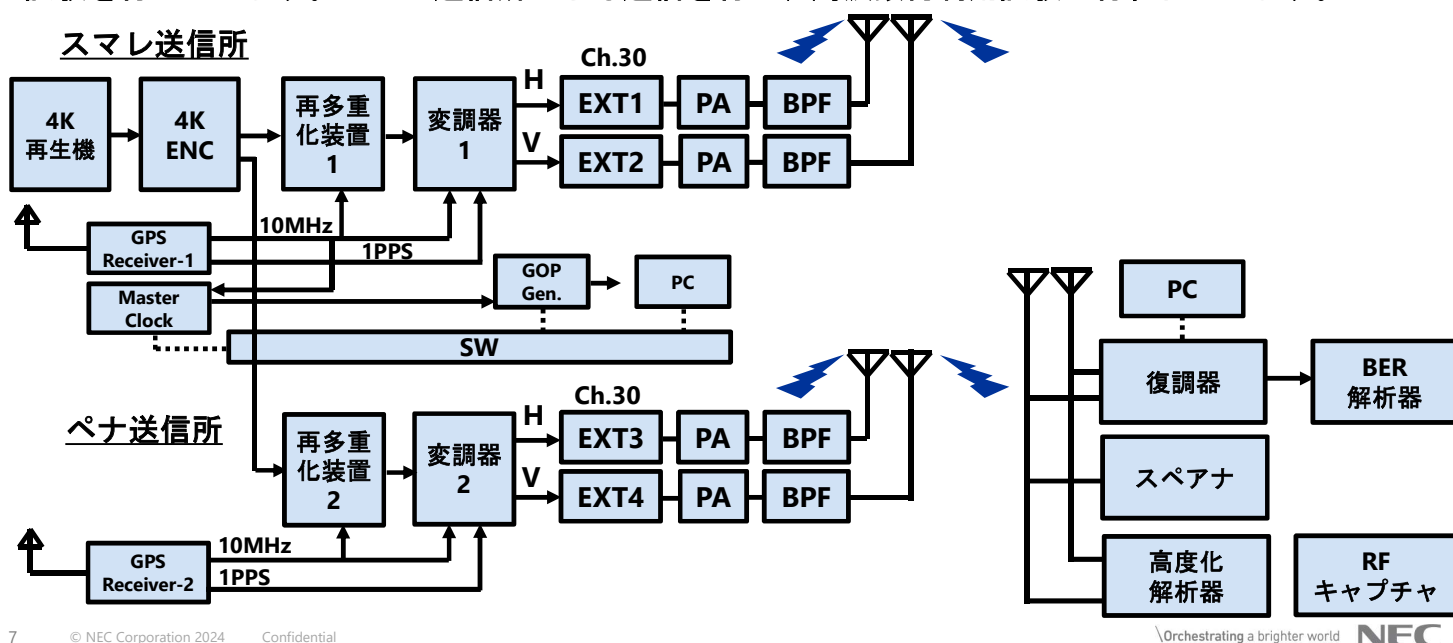 スマレ送信所
4K
再生機
4K
ENC
再多重
化装置
1
変調器
1
H
V
Ch.30
EXT1
PA
BPF
EXT2
PA
BPF
GPS
Receiver-1
10MHz
1PPS
Master
Clock
GOP
Gen.
PC
SW
ペナ送信所
再多重
化装置
2
変調器
2
H
V
Ch.30
EXT3
PA
BPF
EXT4
PA
BPF
GPS
Receiver-2
10MHz
1PPS
PC
復調器
BER
解析器
スペアナ
高度化
解析器
RF
キャプチャ
7 © NEC Corporation 2024 Confidential
\Orchestrating a brighter world NEC